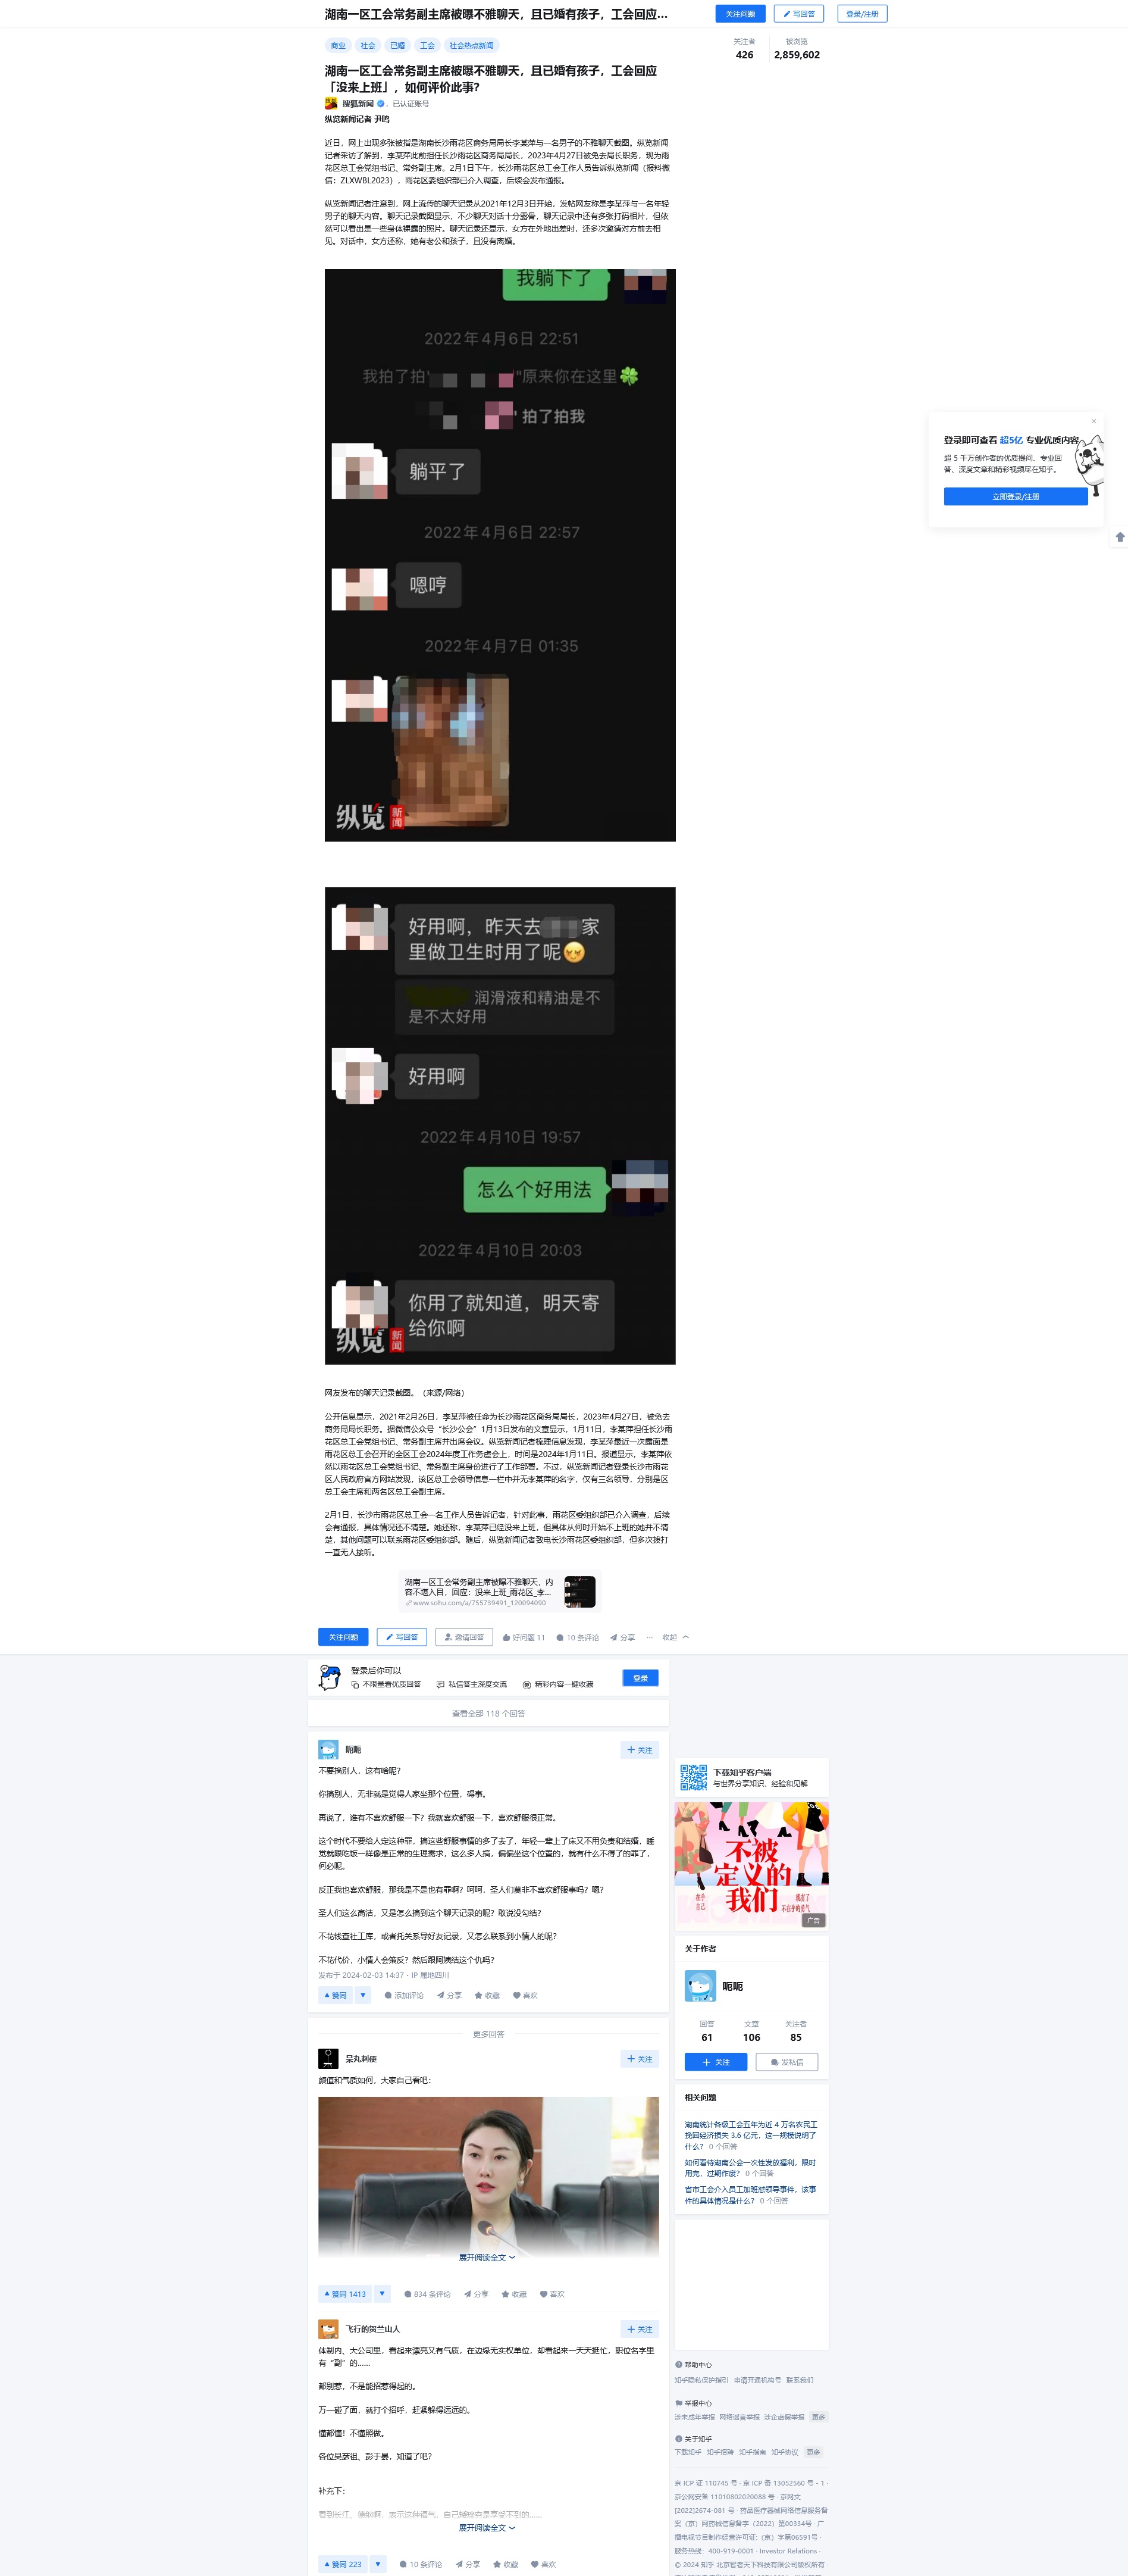 湖南一区工会常务副主席被曝不雅聊天，且已婚有孩子，工会回应...
关注问题
写回答
登录/注册
商业
社会
已婚
工会
社会热点新闻
关注者
426
被浏览
2,859,602
湖南一区工会常务副主席被曝不雅聊天，且已婚有孩子，工会回应
「没来上班」，如何评价此事？
搜狐新闻 ，已认证账号
纵览新闻记者 尹鸣
近日，网上出现多张被指是湖南长沙雨花区商务局局长李某萍与一名男子的不雅聊天截图。纵览新闻
记者采访了解到，李某萍此前担任长沙雨花区商务局局长，2023年4月27日被免去局长职务，现为雨
花区总工会党组书记、常务副主席。2月1日下午，长沙雨花区总工会工作人员告诉纵览新闻（报料微
信：ZLXWBL2023），雨花区委组织部已介入调查，后续会发布通报。
纵览新闻记者注意到，网上流传的聊天记录从2021年12月3日开始，发帖网友称是李某萍与一名年轻
男子的聊天内容。聊天记录截图显示，不少聊天对话十分露骨，聊天记录中还有多张打码相片，但依
然可以看出是一些身体裸露的照片。聊天记录还显示，女方在外地出差时，还多次邀请对方前去相
见。对话中，女方还称，她有老公和孩子，且没有离婚。
我躺下了
2022年4月6日 22:51
我拍了拍" "原来你在这里🍀
" 拍了拍我
躺平了
2022年4月6日 22:57
嗯哼
2022年4月7日 01:35
纵览新闻
好用啊，昨天去 家
里做卫生时用了呢
润滑液和精油是不
是不太好用
好用啊
2022年4月10日 19:57
怎么个好用法
2022年4月10日 20:03
你用了就知道，明天寄
给你啊
纵览新闻
网友发布的聊天记录截图。（来源/网络）
公开信息显示，2021年2月26日，李某萍被任命为长沙雨花区商务局局长，2023年4月27日，被免去
商务局局长职务。据微信公众号“长沙公会”1月13日发布的文章显示，1月11日，李某萍担任长沙雨
花区总工会党组书记、常务副主席并出席会议。纵览新闻记者梳理信息发现，李某萍最近一次露面是
雨花区总工会召开的全区工会2024年度工作务虚会上，时间是2024年1月11日。报道显示，李某萍依
然以雨花区总工会党组书记、常务副主席身份进行了工作部署。不过，纵览新闻记者登录长沙市雨花
区人民政府官方网站发现，该区总工会领导信息一栏中并无李某萍的名字，仅有三名领导，分别是区
总工会主席和两名区总工会副主席。
2月1日，长沙市雨花区总工会一名工作人员告诉记者，针对此事，雨花区委组织部已介入调查，后续
会有通报，具体情况还不清楚。她还称，李某萍已经没来上班，但具体从何时开始不上班的她并不清
楚，其他问题可以联系雨花区委组织部。随后，纵览新闻记者致电长沙雨花区委组织部，但多次拨打
一直无人接听。
湖南一区工会常务副主席被曝不雅聊天，内
容不堪入目，回应：没来上班_雨花区_李...
www.sohu.com/a/755739491_120094090
关注问题
写回答
邀请回答
好问题 11
10 条评论
分享
···
收起
登录即可查看 超5亿 专业优质内容
超 5 千万创作者的优质提问、专业回
答、深度文章和精彩视频尽在知乎。
立即登录/注册
登录后你可以
不限量看优质回答
私信答主深度交流
精彩内容一键收藏
登录
查看全部 118 个回答
呃呃
关注
不要搞别人，这有啥呢？
你搞别人，无非就是觉得人家坐那个位置，碍事。
再说了，谁有不喜欢舒服一下？我就喜欢舒服一下，喜欢舒服很正常。
这个时代不要给人定这种罪，搞这些舒服事情的多了去了，年轻一辈上了床又不用负责和结婚，睡
觉就跟吃饭一样像是正常的生理需求，这么多人搞，偏偏坐这个位置的，就有什么不得了的罪了，
何必呢。
反正我也喜欢舒服，那我是不是也有罪啊？呵呵，圣人们莫非不喜欢舒服事吗？嗯？
圣人们这么高洁，又是怎么搞到这个聊天记录的呢？敢说没勾结？
不花钱查社工库，或者托关系导好友记录，又怎么联系到小情人的呢？
不花代价，小情人会策反？然后跟阿姨结这个仇吗？
发布于 2024-02-03 14:37 · IP 属地四川
赞同
添加评论
分享
收藏
喜欢
更多回答
呆丸刺使
关注
颜值和气质如何，大家自己看吧：
展开阅读全文
赞同 1413
834 条评论
分享
收藏
喜欢
飞行的贺兰山人
关注
体制内、大公司里，看起来漂亮又有气质，在边缘无实权单位，却看起来一天天挺忙，职位名字里
有“副”的……
都别惹，不是能招惹得起的。
万一碰了面，就打个招呼，赶紧躲得远远的。
懂都懂！不懂照做。
各位吴彦祖、彭于晏，知道了吧？
补充下：
展开阅读全文
赞同 223
10 条评论
分享
收藏
喜欢
下载知乎客户端
与世界分享知识、经验和见解
不被
定义的
我们
广告
关于作者
呃呃
回答
61
文章
106
关注者
85
关注
发私信
相关问题
湖南统计各级工会五年为近 4 万名农民工
挽回经济损失 3.6 亿元，这一规模说明了
什么？ 0 个回答
如何看待湖南公会一次性发放福利，限时
用完，过期作废？ 0 个回答
省市工会介入员工加班怼领导事件，该事
件的具体情况是什么？ 0 个回答
帮助中心
知乎隐私保护指引 申请开通机构号 联系我们
举报中心
涉未成年举报 网络谣言举报 涉企虚假举报 更多
关于知乎
下载知乎 知乎招聘 知乎指南 知乎协议 更多
京 ICP 证 110745 号 · 京 ICP 备 13052560 号 - 1 ·
京公网安备 11010802020088 号 · 京网文
[2022]2674-081 号 · 药品医疗器械网络信息服务备
案（京）网药械信息备字（2022）第00334号 · 广
播电视节目制作经营许可证:（京）字第06591号 ·
服务热线：400-919-0001 · Investor Relations ·
© 2024 知乎 北京智者天下科技有限公司版权所有 ·